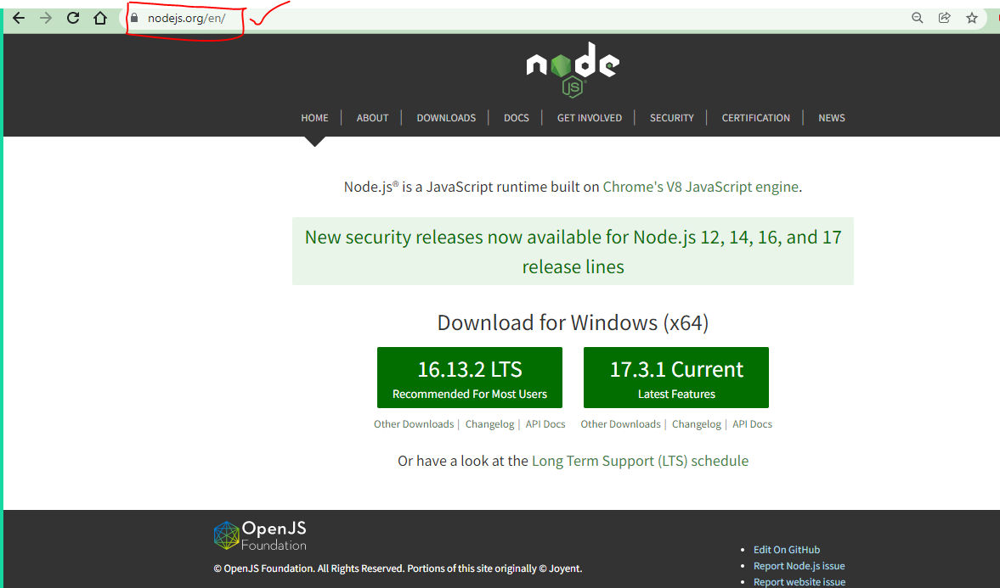 nodejs.org/en/
node
JS
HOME | ABOUT | DOWNLOADS | DOCS | GET INVOLVED | SECURITY | CERTIFICATION | NEWS
Node.js® is a JavaScript runtime built on Chrome's V8 JavaScript engine.
New security releases now available for Node.js 12, 14, 16, and 17
release lines
Download for Windows (x64)
16.13.2 LTS
Recommended For Most Users
17.3.1 Current
Latest Features
Other Downloads | Changelog | API Docs
Other Downloads | Changelog | API Docs
Or have a look at the Long Term Support (LTS) schedule
OpenJS
Foundation
© OpenJS Foundation. All Rights Reserved. Portions of this site originally © Joyent.
• Edit On GitHub
• Report Node.js issue
• Report website issue